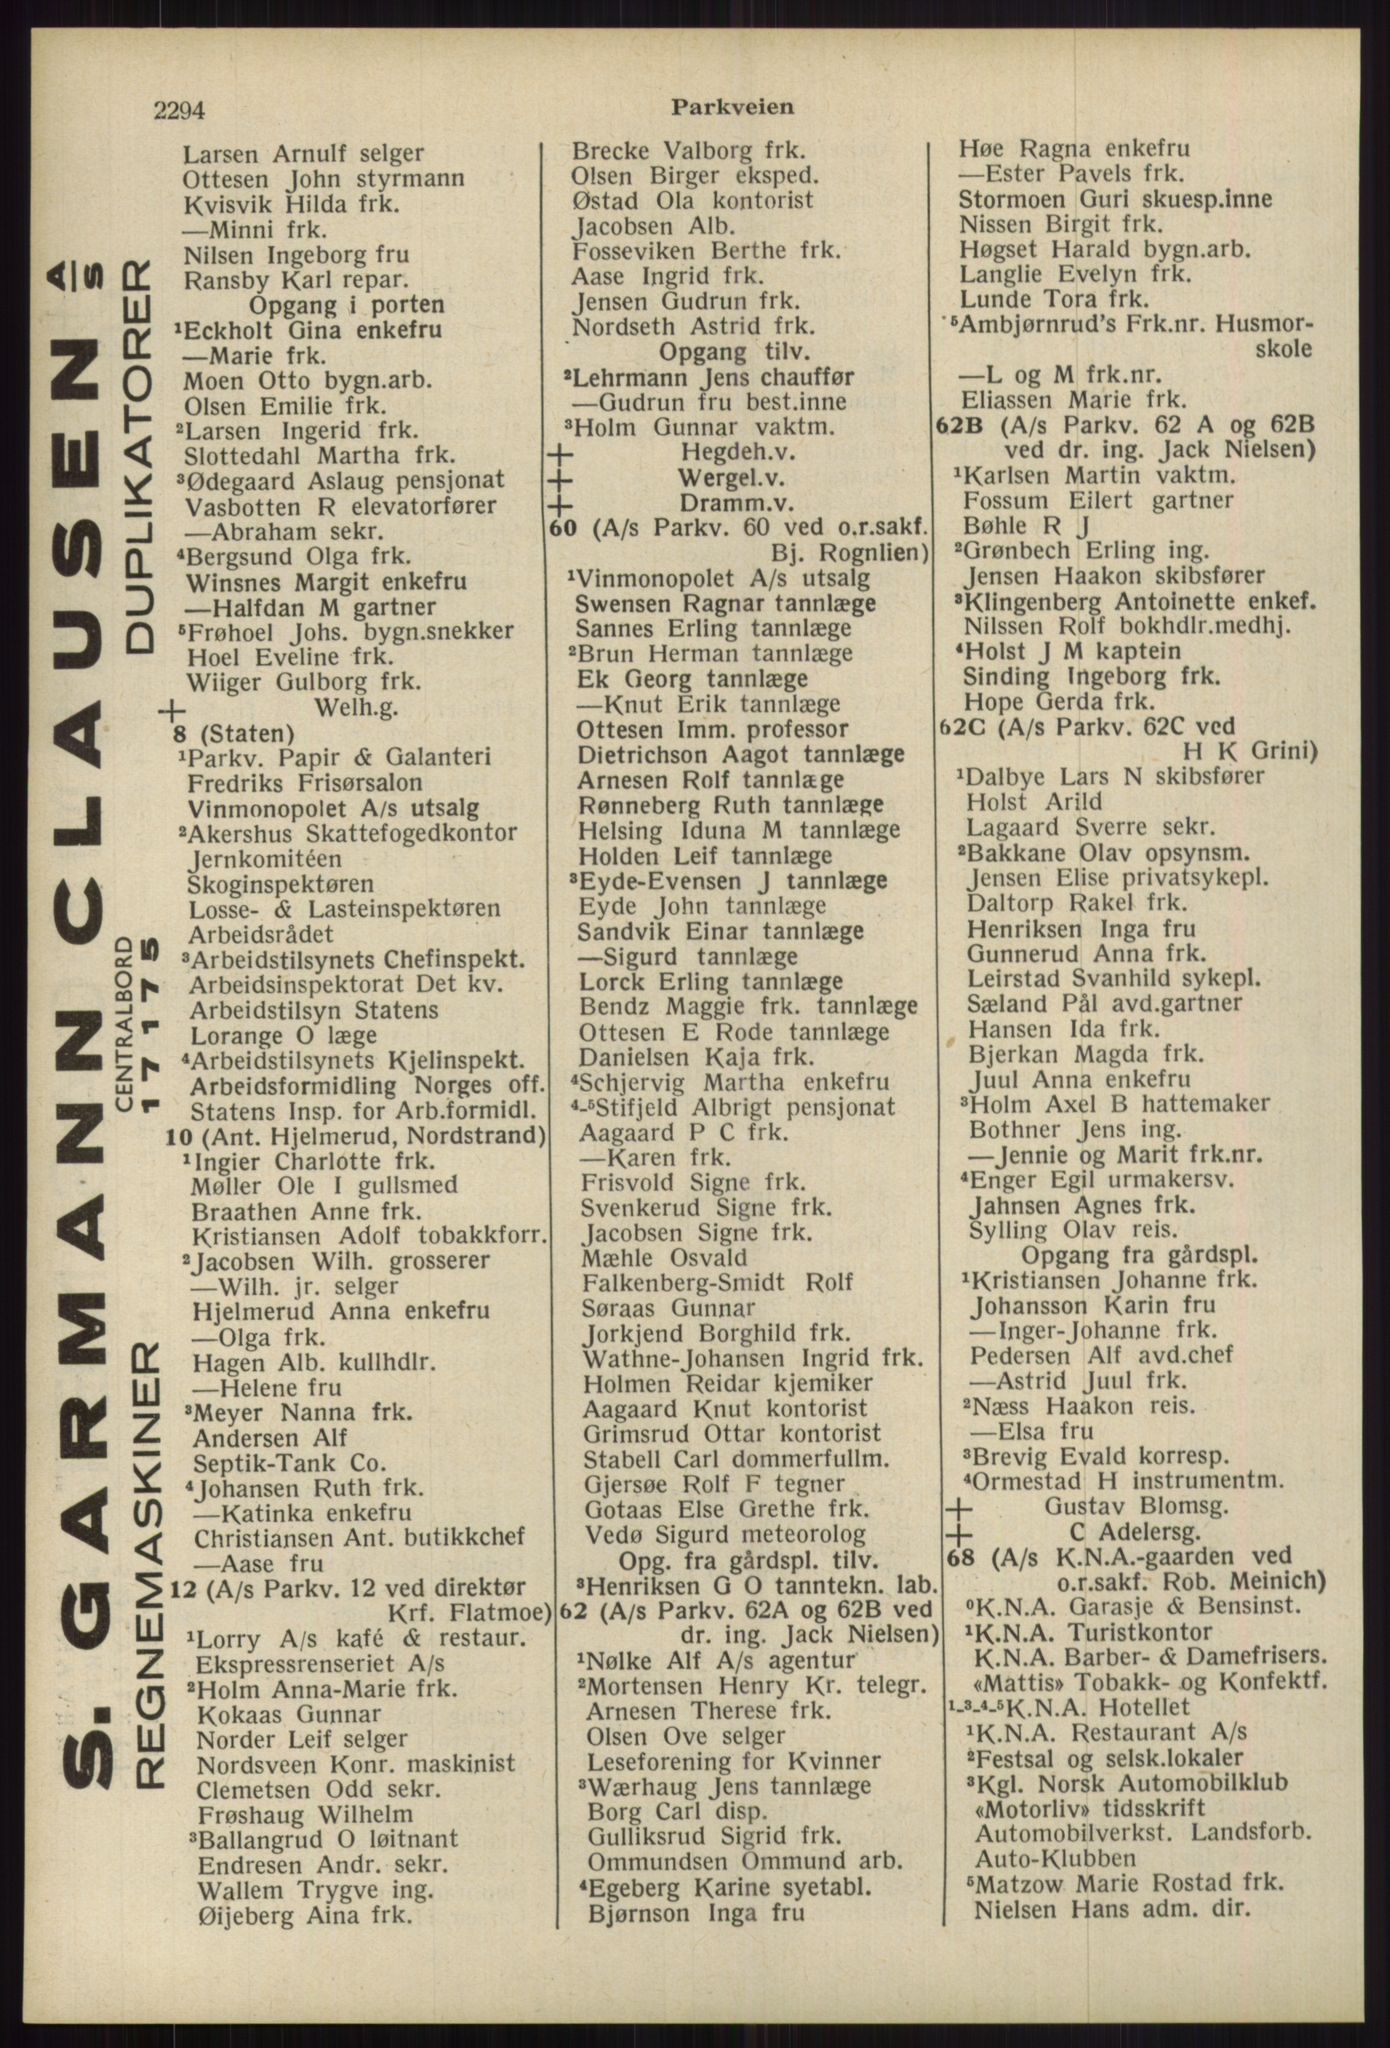 2294
Parkveien
S. GARMANN CLAUSEN A/S
REGNEMASKINER
CENTRALBORD
17175
DUPLIKATORER
Larsen Arnulf selger
Ottesen John styrmann
Kvisvik Hilda frk.
—Minni frk.
Nilsen Ingeborg fru
Ransby Karl repar.
Opgang i porten
¹Eckholt Gina enkefru
—Marie frk.
Moen Otto bygn.arb.
Olsen Emilie frk.
²Larsen Ingerid frk.
Slottedahl Martha frk.
³Ødegaard Aslaug pensjonat
Vasbotten R elevatorfører
—Abraham sekr.
⁴Bergsund Olga frk.
Winsnes Margit enkefru
—Halfdan M gartner
⁵Frøhoel Johs. bygn.snekker
Hoel Eveline frk.
Wiiger Gulborg frk.
+ Welh.g.
8 (Staten)
¹Parkv. Papir & Galanteri
Fredriks Frisørsalon
Vinmonopolet A/s utsalg
²Akershus Skattefogedkontor
Jernkomitéen
Skoginspektøren
Losse- & Lasteinspektøren
Arbeidsrådet
³Arbeidstilsynets Chefinspekt.
Arbeidsinspektorat Det kv.
Arbeidstilsyn Statens
Lorange O læge
⁴Arbeidstilsynets Kjelinspekt.
Arbeidsformidling Norges off.
Statens Insp. for Arb.formidl.
10 (Ant. Hjelmerud, Nordstrand)
¹Ingier Charlotte frk.
Møller Ole I gullsmed
Braathen Anne frk.
Kristiansen Adolf tobakkforr.
²Jacobsen Wilh. grosserer
—Wilh. jr. selger
Hjelmerud Anna enkefru
—Olga frk.
Hagen Alb. kullhdlr.
—Helene fru
³Meyer Nanna frk.
Andersen Alf
Septik-Tank Co.
⁴Johansen Ruth frk.
—Katinka enkefru
Christiansen Ant. butikkchef
—Aase fru
12 (A/s Parkv. 12 ved direktør
Krf. Flatmoe)
¹Lorry A/s kafé & restaur.
Ekspressrenseriet A/s
²Holm Anna-Marie frk.
Kokaas Gunnar
Norder Leif selger
Nordsveen Konr. maskinist
Clemetsen Odd sekr.
Frøshaug Wilhelm
³Ballangrud O løitnant
Endresen Andr. sekr.
Wallem Trygve ing.
Øijeberg Aina frk.
Brecke Valborg frk.
Olsen Birger eksped.
Østad Ola kontorist
Jacobsen Alb.
Fosseviken Berthe frk.
Aase Ingrid frk.
Jensen Gudrun frk.
Nordseth Astrid frk.
Opgang tilv.
²Lehrmann Jens chauffør
—Gudrun fru best.inne
³Holm Gunnar vaktm.
+ Hegdeh.v.
+ Wergel.v.
+ Dramm.v.
60 (A/s Parkv. 60 ved o.r.sakf.
Bj. Rognlien)
¹Vinmonopolet A/s utsalg
Swensen Ragnar tannlæge
Sannes Erling tannlæge
²Brun Herman tannlæge
Ek Georg tannlæge
—Knut Erik tannlæge
Ottesen Imm. professor
Dietrichson Aagot tannlæge
Arnesen Rolf tannlæge
Rønneberg Ruth tannlæge
Helsing Iduna M tannlæge
Holden Leif tannlæge
³Eyde-Evensen J tannlæge
Eyde John tannlæge
Sandvik Einar tannlæge
—Sigurd tannlæge
Lorck Erling tannlæge
Bendz Maggie frk. tannlæge
Ottesen E Rode tannlæge
Danielsen Kaja frk.
⁴Schjervig Martha enkefru
⁴-⁵Stifjeld Albrigt pensjonat
Aagaard P C frk.
—Karen frk.
Frisvold Signe frk.
Svenkerud Signe frk.
Jacobsen Signe frk.
Mæhle Osvald
Falkenberg-Smidt Rolf
Søraas Gunnar
Jorkjend Borghild frk.
Wathne-Johansen Ingrid frk.
Holmen Reidar kjemiker
Aagaard Knut kontorist
Grimsrud Ottar kontorist
Stabell Carl dommerfullm.
Gjersøe Rolf F tegner
Gotaas Else Grethe frk.
Vedø Sigurd meteorolog
Opg. fra gårdspl. tilv.
³Henriksen G O tanntekn. lab.
62 (A/s Parkv. 62A og 62B ved
dr. ing. Jack Nielsen)
¹Nølke Alf A/s agentur
²Mortensen Henry Kr. telegr.
Arnesen Therese frk.
Olsen Ove selger
Leseforening for Kvinner
³Wærhaug Jens tannlæge
Borg Carl disp.
Gulliksrud Sigrid frk.
Ommundsen Ommund arb.
⁴Egeberg Karine syetabl.
Bjørnson Inga fru
Høe Ragna enkefru
—Ester Pavels frk.
Stormoen Guri skuesp.inne
Nissen Birgit frk.
Høgset Harald bygn.arb.
Langlie Evelyn frk.
Lunde Tora frk.
⁵Ambjørnrud's Frk.nr. Husmor-
skole
—L og M frk.nr.
Eliassen Marie frk.
62B (A/s Parkv. 62 A og 62B
ved dr. ing. Jack Nielsen)
¹Karlsen Martin vaktm.
Fossum Eilert gartner
Bøhle R J
²Grønbech Erling ing.
Jensen Haakon skibsfører
³Klingenberg Antoinette enkef.
Nilssen Rolf bokhdlr.medhj.
⁴Holst J M kaptein
Sinding Ingeborg frk.
Hope Gerda frk.
62C (A/s Parkv. 62C ved
H K Grini)
¹Dalbye Lars N skibsfører
Holst Arild
Lagaard Sverre sekr.
²Bakkane Olav opsynsm.
Jensen Elise privatsykepl.
Daltorp Rakel frk.
Henriksen Inga fru
Gunnerud Anna frk.
Leirstad Svanhild sykepl.
Sæland Pål avd.gartner
Hansen Ida frk.
Bjerkan Magda frk.
Juul Anna enkefru
³Holm Axel B hattemaker
Bothner Jens ing.
—Jennie og Marit frk.nr.
⁴Enger Egil urmakersv.
Jahnsen Agnes frk.
Sylling Olav reis.
Opgang fra gårdspl.
¹Kristiansen Johanne frk.
Johansson Karin fru
—Inger-Johanne frk.
Pedersen Alf avd.chef
—Astrid Juul frk.
²Næss Haakon reis.
—Elsa fru
³Brevig Evald korresp.
⁴Ormestad H instrumentm.
+ Gustav Blomsg.
+ C Adelersg.
68 (A/s K.N.A.-gaarden ved
o.r.sakf. Rob. Meinich)
⁰K.N.A. Garasje & Bensinst.
¹K.N.A. Turistkontor
K.N.A. Barber- & Damefrisers.
«Mattis» Tobakk- og Konfektf.
¹-³-⁴-⁵K.N.A. Hotellet
¹K.N.A. Restaurant A/s
²Festsal og selsk.lokaler
³Kgl. Norsk Automobilklub
«Motorliv» tidsskrift
Automobilverkst. Landsforb.
Auto-Klubben
⁵Matzow Marie Rostad frk.
Nielsen Hans adm. dir.